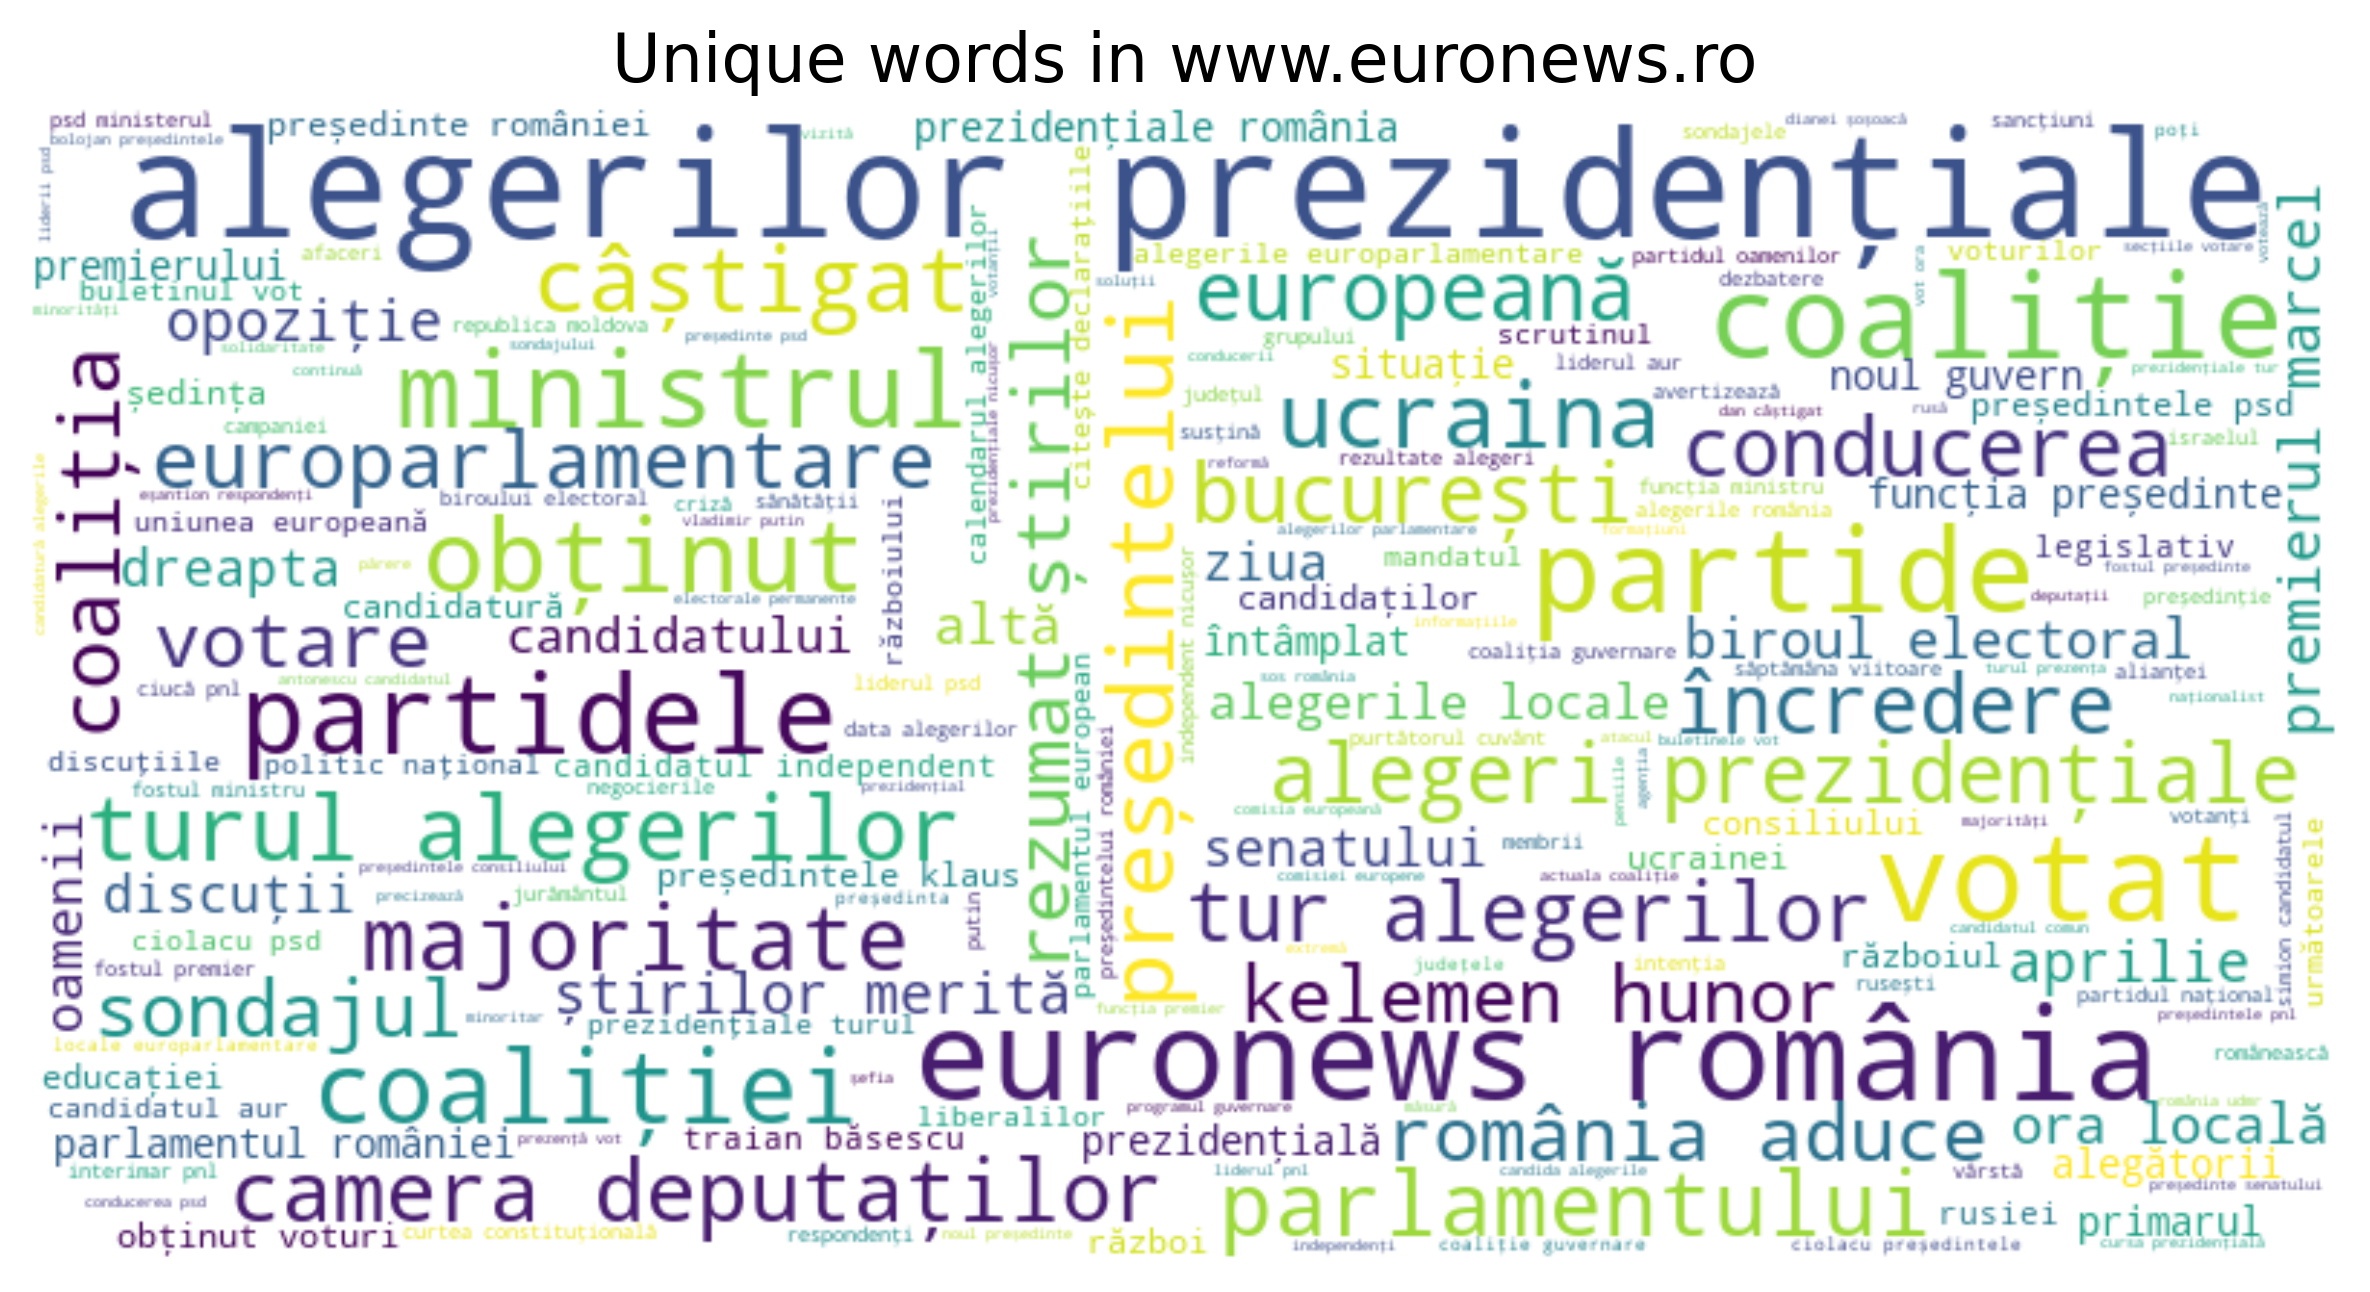 Unique words in www.euronews.ro
psd ministerul
bolojan președintele
președinte româniei
vizită
prezidențiale românia
sondajele
dianei șoșoacă
sancțiuni
poți
alegerilor prezidențiale
liderii psd
premierului
afaceri
câștigat
buletinul vot
minorități
opoziție
republica moldova
președinte psd
solidaritate
sondajului
continuă
ministrul
ședința
campaniei
coaliția
europarlamentare
candidatură alegerile
eșantion respondenți
biroului electoral
criză
sănătății
uniunea europeană
vladimir putin
obținut
dreapta
părere
candidatură
electorale permanente
războiului
votare
candidatului
altă
ciucă pnl
antonescu candidatul
liderul psd
partidele
data alegerilor
discuțiile
politic național
candidatul independent
fostul ministru
negocierile
prezidențial
turul alegerilor
oamenii
președintele consiliului
președintele klaus
discuții
precizează
jurământul
președinta
majoritate
putin
ciolacu psd
fostul premier
sondajul
știrilor merită
minoritar
prezidențiale turul
locale europarlamentare
educației
coaliției
șefia
candidatul aur
liberalilor
parlamentul româniei
prezență vot
traian băsescu
interimar pnl
camera deputaților
conducerea psd
obținut voturi
curtea constituțională
respondenți
noul președinte
război
calendarul alegerilor
votanții
prezidențiale nicușor
rezumat știrilor
citește declarațiile
parlamentul european
președintelui româniei
președintelui
independent nicușor
alegerile europarlamentare
partidul oamenilor
vot ora
voturilor
secțiile votare
votează
soluții
europeană
dezbatere
coaliție
premierul marcel
grupului
scrutinul
conducerii
situație
liderul aur
noul guvern
prezidențiale tur
județul
ucraina
avertizează
dan câștigat
rusă
președintele psd
susțină
conducerea
israelul
reformă
rezultate alegeri
bucurești
funcția ministru
funcția președinte
alegerile românia
alegerilor parlamentare
formațiuni
partide
ziua
mandatul
legislativ
fostul președinte
candidaților
deputații
președinție
informațiile
întâmplat
coaliția guvernare
biroul electoral
săptămâna viitoare
turul prezența
alianței
sos românia
alegerile locale
încredere
naționalist
purtătorul cuvânt
atacul
buletinele vot
alegeri prezidențiale
pensiile
agenția
comisia europeană
consiliului
majorități
votanți
senatului
membrii
ucrainei
comisiei europene
actuala coaliție
votat
simion candidatul
următoarele
tur alegerilor
candidatul comun
extremă
județele
intenția
războiul
aprilie
rusești
kelemen hunor
partidul național
președintele pnl
funcția premier
euronews românia
românească
programul guvernare
măsură
românia udmr
prezidențială
românia aduce
ora locală
liderul pnl
candida alegerile
vârstă
alegătorii
președinte senatului
parlamentului
rusiei
primarul
independenți
coaliție guvernare
ciolacu președintele
cursa prezidențială